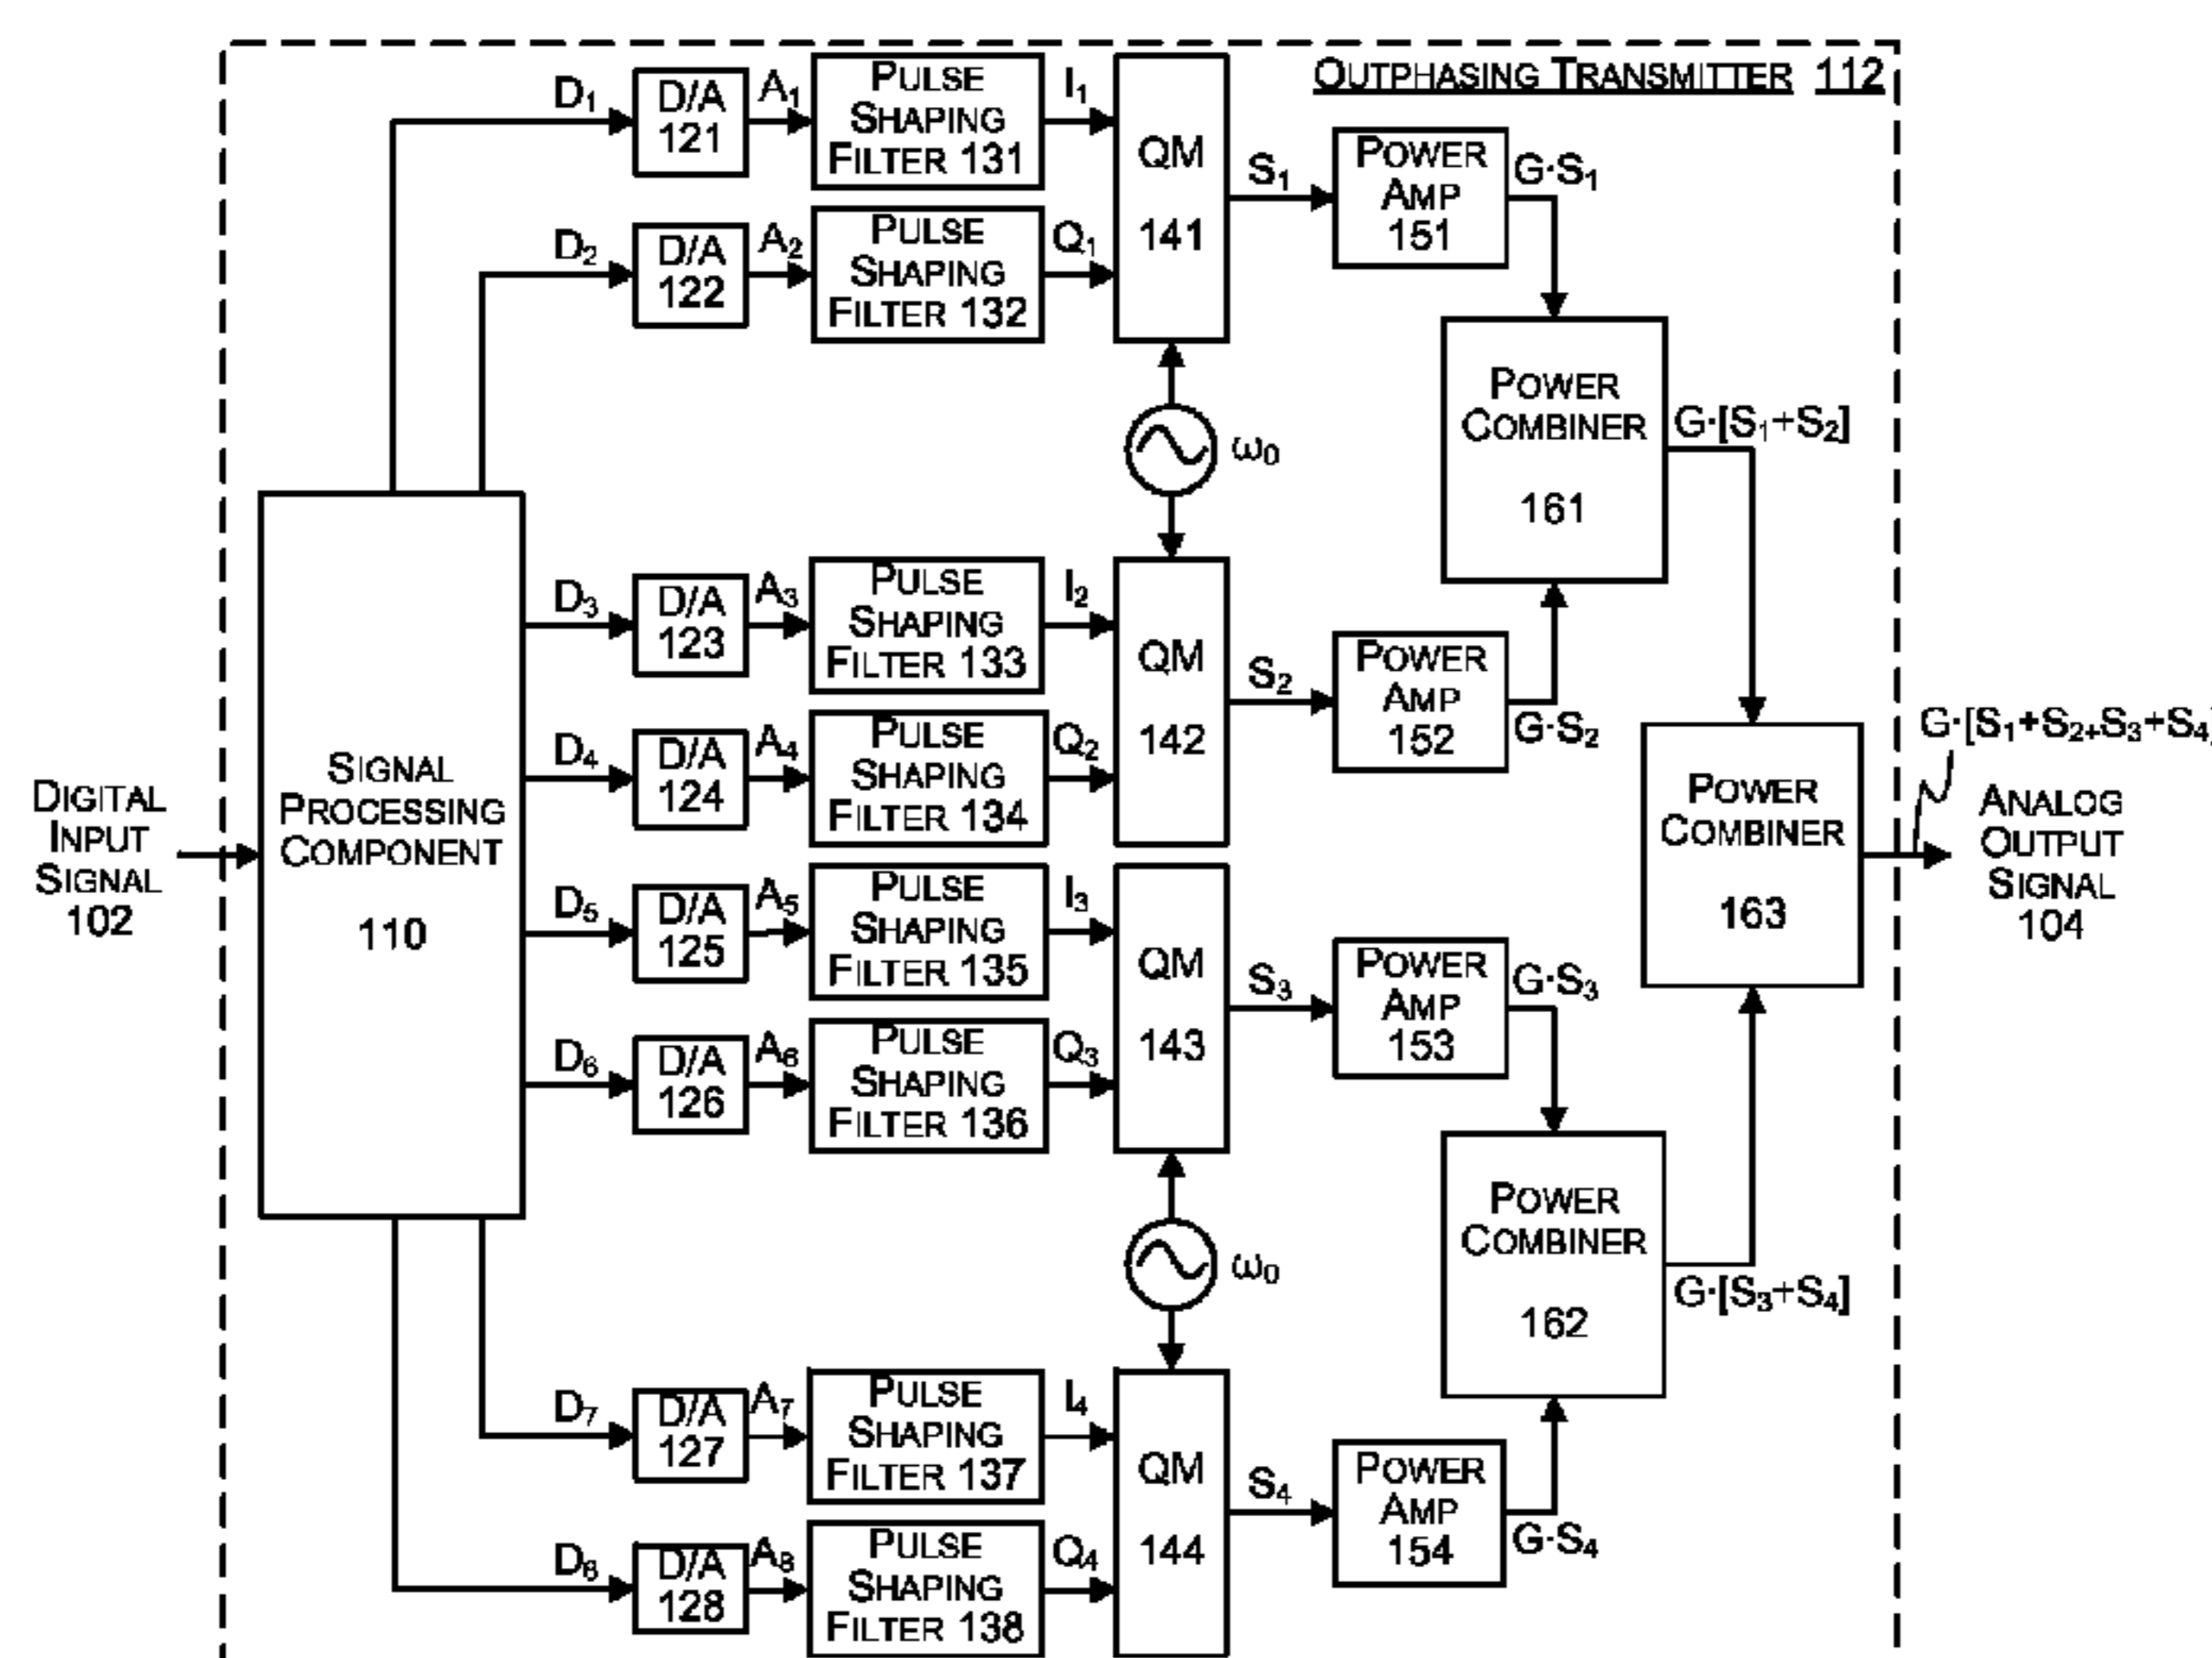 OUTPHASING TRANSMITTER 112
DIGITAL
INPUT
SIGNAL
102
SIGNAL
PROCESSING
COMPONENT
110
D₁
D/A
121
A₁
PULSE
SHAPING
FILTER 131
I₁
D₂
D/A
122
A₂
PULSE
SHAPING
FILTER 132
Q₁
QM
141
S₁
POWER
AMP
151
G·S₁
ω₀
D₃
D/A
123
A₃
PULSE
SHAPING
FILTER 133
I₂
D₄
D/A
124
A₄
PULSE
SHAPING
FILTER 134
Q₂
QM
142
S₂
POWER
AMP
152
G·S₂
POWER
COMBINER
161
G·[S₁+S₂]
D₅
D/A
125
A₅
PULSE
SHAPING
FILTER 135
I₃
D₆
D/A
126
A₆
PULSE
SHAPING
FILTER 136
Q₃
QM
143
S₃
POWER
AMP
153
G·S₃
ω₀
D₇
D/A
127
A₇
PULSE
SHAPING
FILTER 137
I₄
D₈
D/A
128
A₈
PULSE
SHAPING
FILTER 138
Q₄
QM
144
S₄
POWER
AMP
154
G·S₄
POWER
COMBINER
162
G·[S₃+S₄]
POWER
COMBINER
163
G·[S₁+S₂+S₃+S₄]
ANALOG
OUTPUT
SIGNAL
104